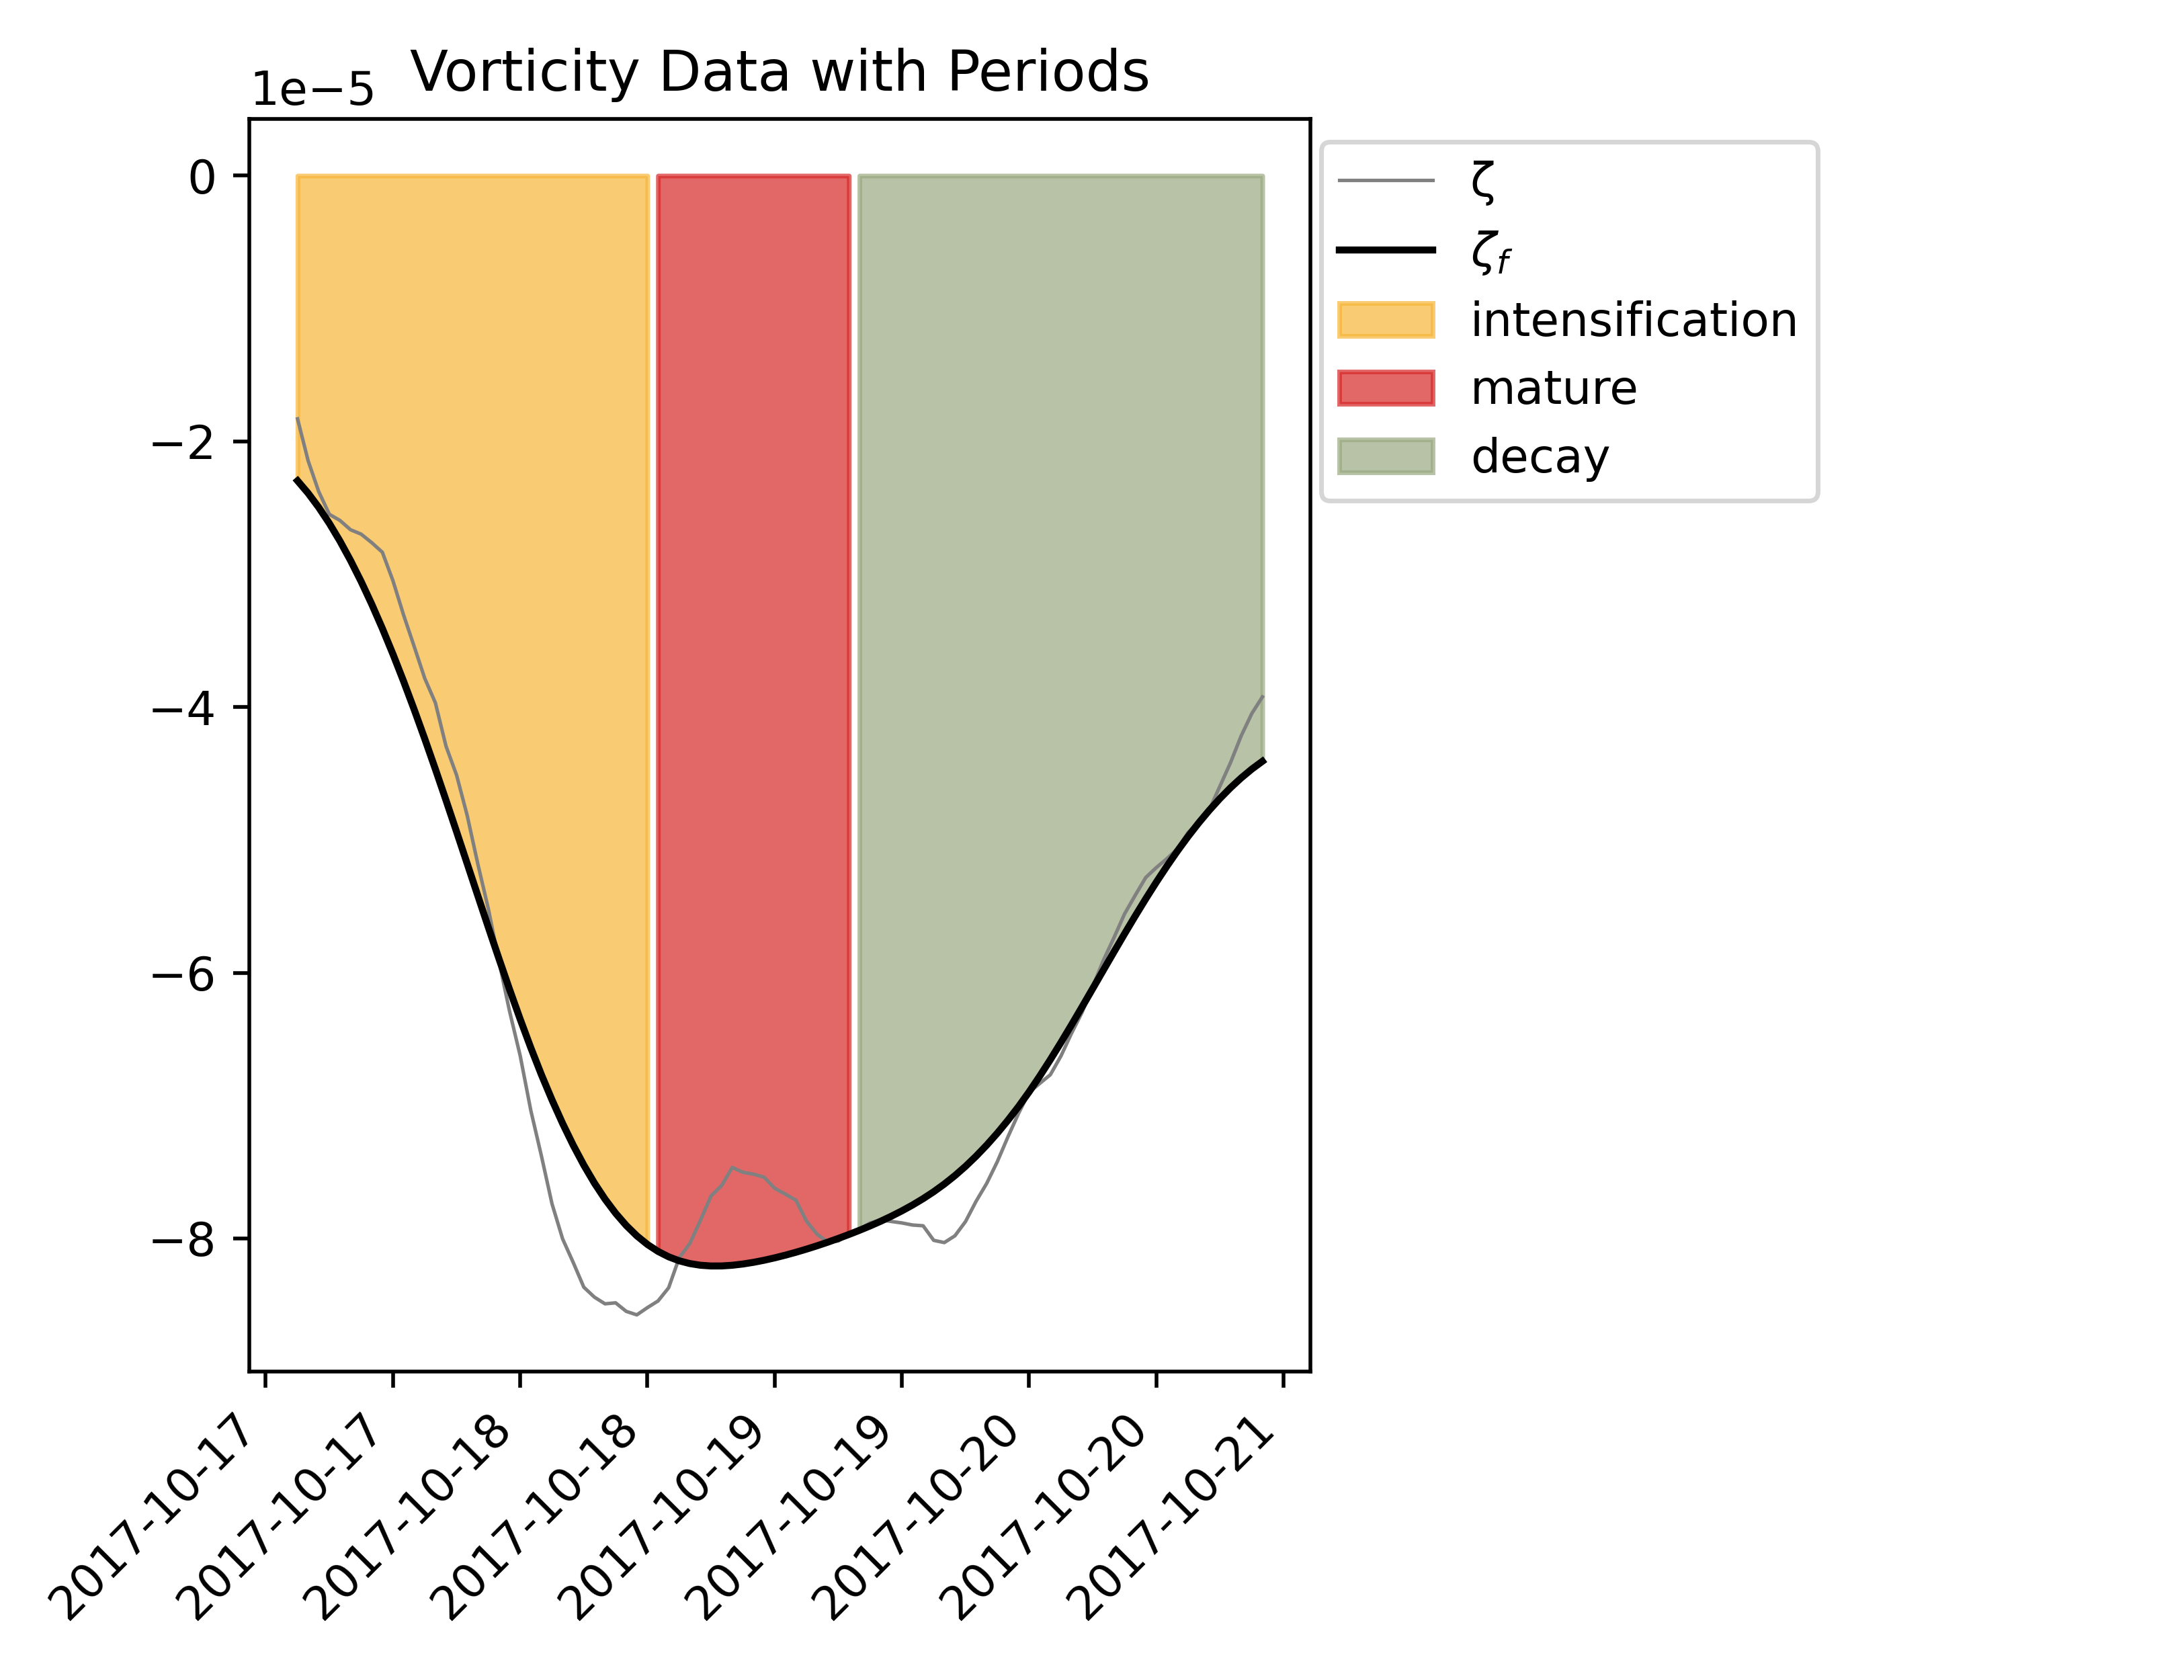 Vorticity Data with Periods
1e−5
0
−2
−4
−6
−8
2017-10-17
2017-10-17
2017-10-18
2017-10-18
2017-10-19
2017-10-19
2017-10-20
2017-10-20
2017-10-21
ζ
ζf
intensification
mature
decay